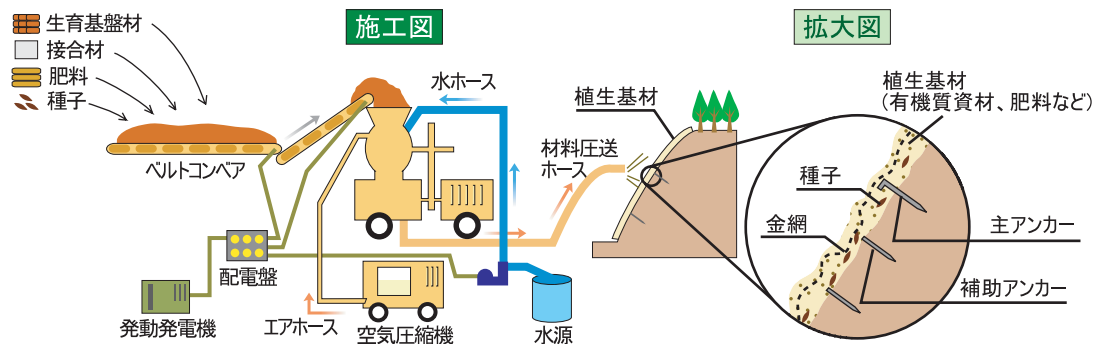 生育基盤材
接合材
肥料
種子
施工図
拡大図
水ホース
植生基材
植生基材
(有機質資材、肥料など)
ベルトコンベア
材料圧送
ホース
種子
金網
主アンカー
配電盤
補助アンカー
発動発電機
エアホース
空気圧縮機
水源